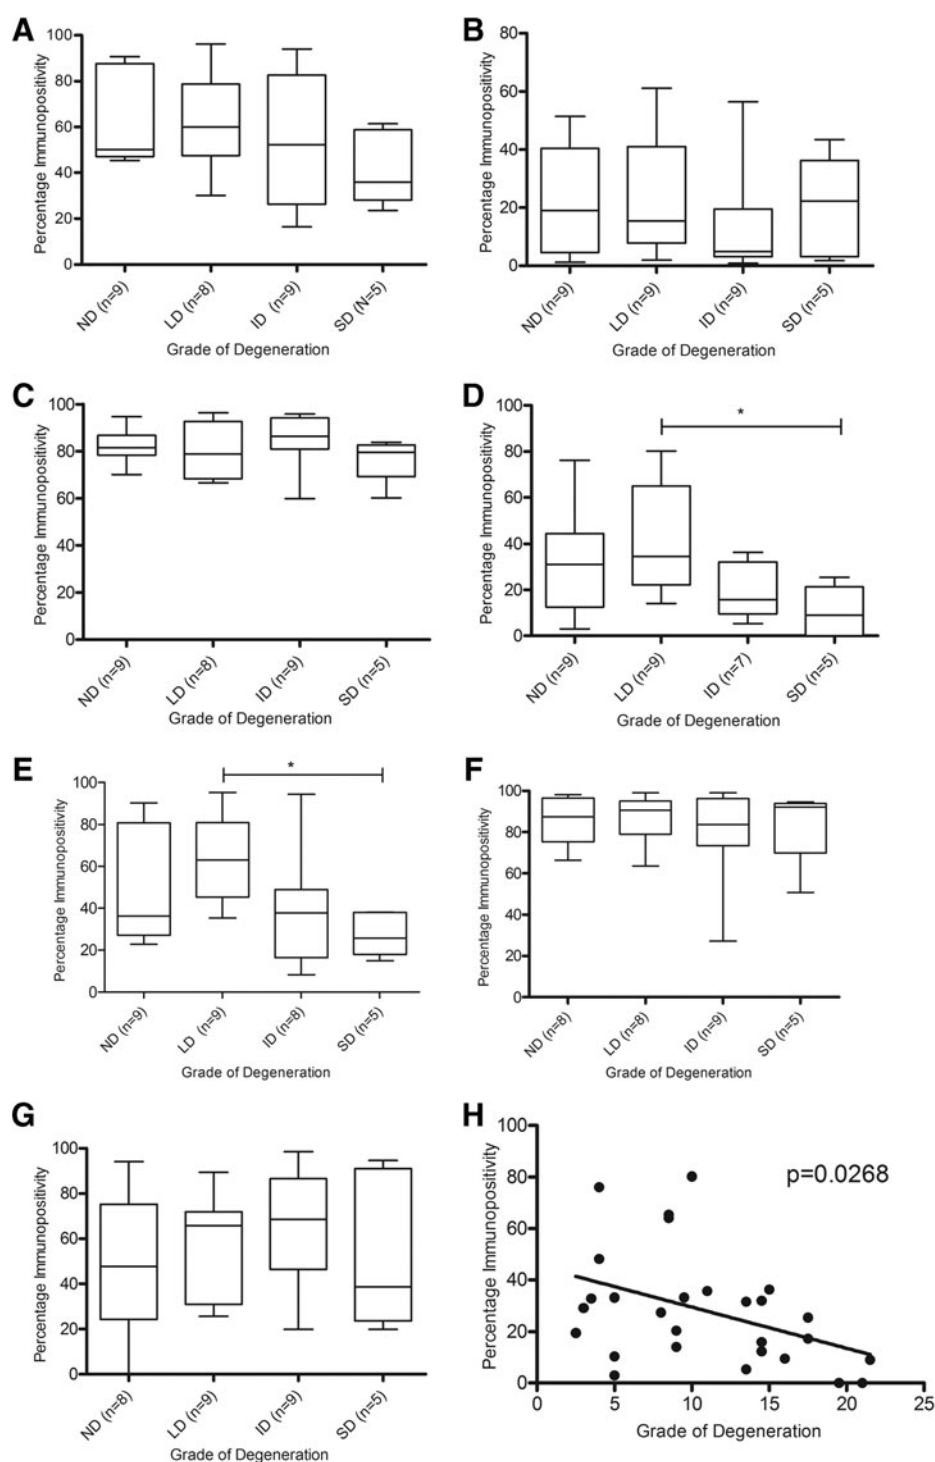 A
Percentage Immunopositivity
100
80
60
40
20
0
ND (n=9)
LD (n=8)
ID (n=9)
SD (N=5)
Grade of Degeneration
B
Percentage Immunopositivity
80
60
40
20
0
ND (n=9)
LD (n=9)
ID (n=9)
SD (n=5)
Grade of Degeneration
C
Percentage Immunopositivity
100
80
60
40
20
0
ND (n=9)
LD (n=8)
ID (n=9)
SD (n=5)
Grade of Degeneration
D
Percentage Immunopositivity
100
80
60
40
20
0
*
ND (n=9)
LD (n=9)
ID (n=7)
SD (n=5)
Grade of Degeneration
E
Percentage Immunopositivity
100
80
60
40
20
0
*
ND (n=9)
LD (n=9)
ID (n=8)
SD (n=5)
Grade of Degeneration
F
Percentage Immunopositivity
100
80
60
40
20
0
ND (n=8)
LD (n=8)
ID (n=9)
SD (n=5)
Grade of Degeneration
G
Percentage Immunopositivity
100
80
60
40
20
0
ND (n=8)
LD (n=9)
ID (n=9)
SD (n=5)
Grade of Degeneration
H
Percentage Immunopositivity
100
80
60
40
20
0
p=0.0268
0 5 10 15 20 25
Grade of Degeneration